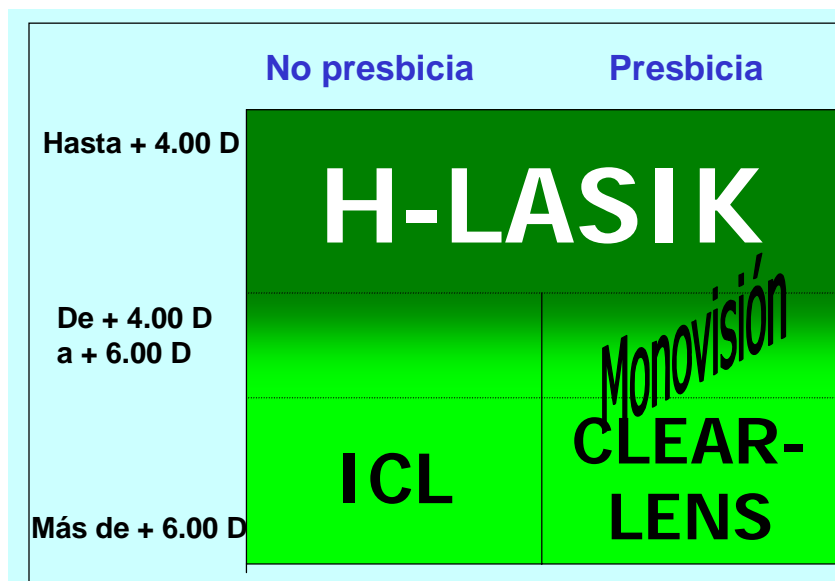 No presbicia Presbicia
Hasta + 4.00 D
H-LASIK
De + 4.00 D
a + 6.00 D
Monovisión
ICL
CLEAR-
LENS
Más de + 6.00 D